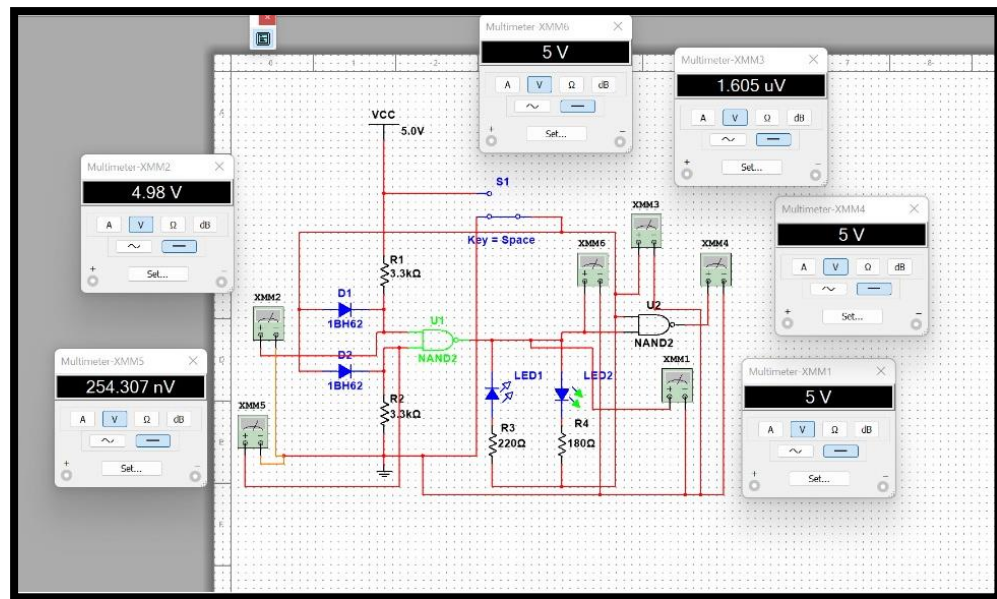 Multimeter-XMM6
5 V
A V Ω dB
Set...
+ −
Multimeter-XMM3
1.605 uV
A V Ω dB
Set...
+ −
Multimeter-XMM2
4.98 V
A V Ω dB
Set...
+ −
Multimeter-XMM4
5 V
A V Ω dB
Set...
+ −
Multimeter-XMM5
254.307 nV
A V Ω dB
Set...
+ −
Multimeter-XMM1
5 V
A V Ω dB
Set...
+ −
VCC
5.0V
S1
Key = Space
XMM3
XMM6
XMM4
R1
3.3kΩ
D1
1BH62
XMM2
U1
NAND2
U2
NAND2
D2
1BH62
XMM1
LED1
LED2
XMM5
R2
3.3kΩ
R3
220Ω
R4
180Ω